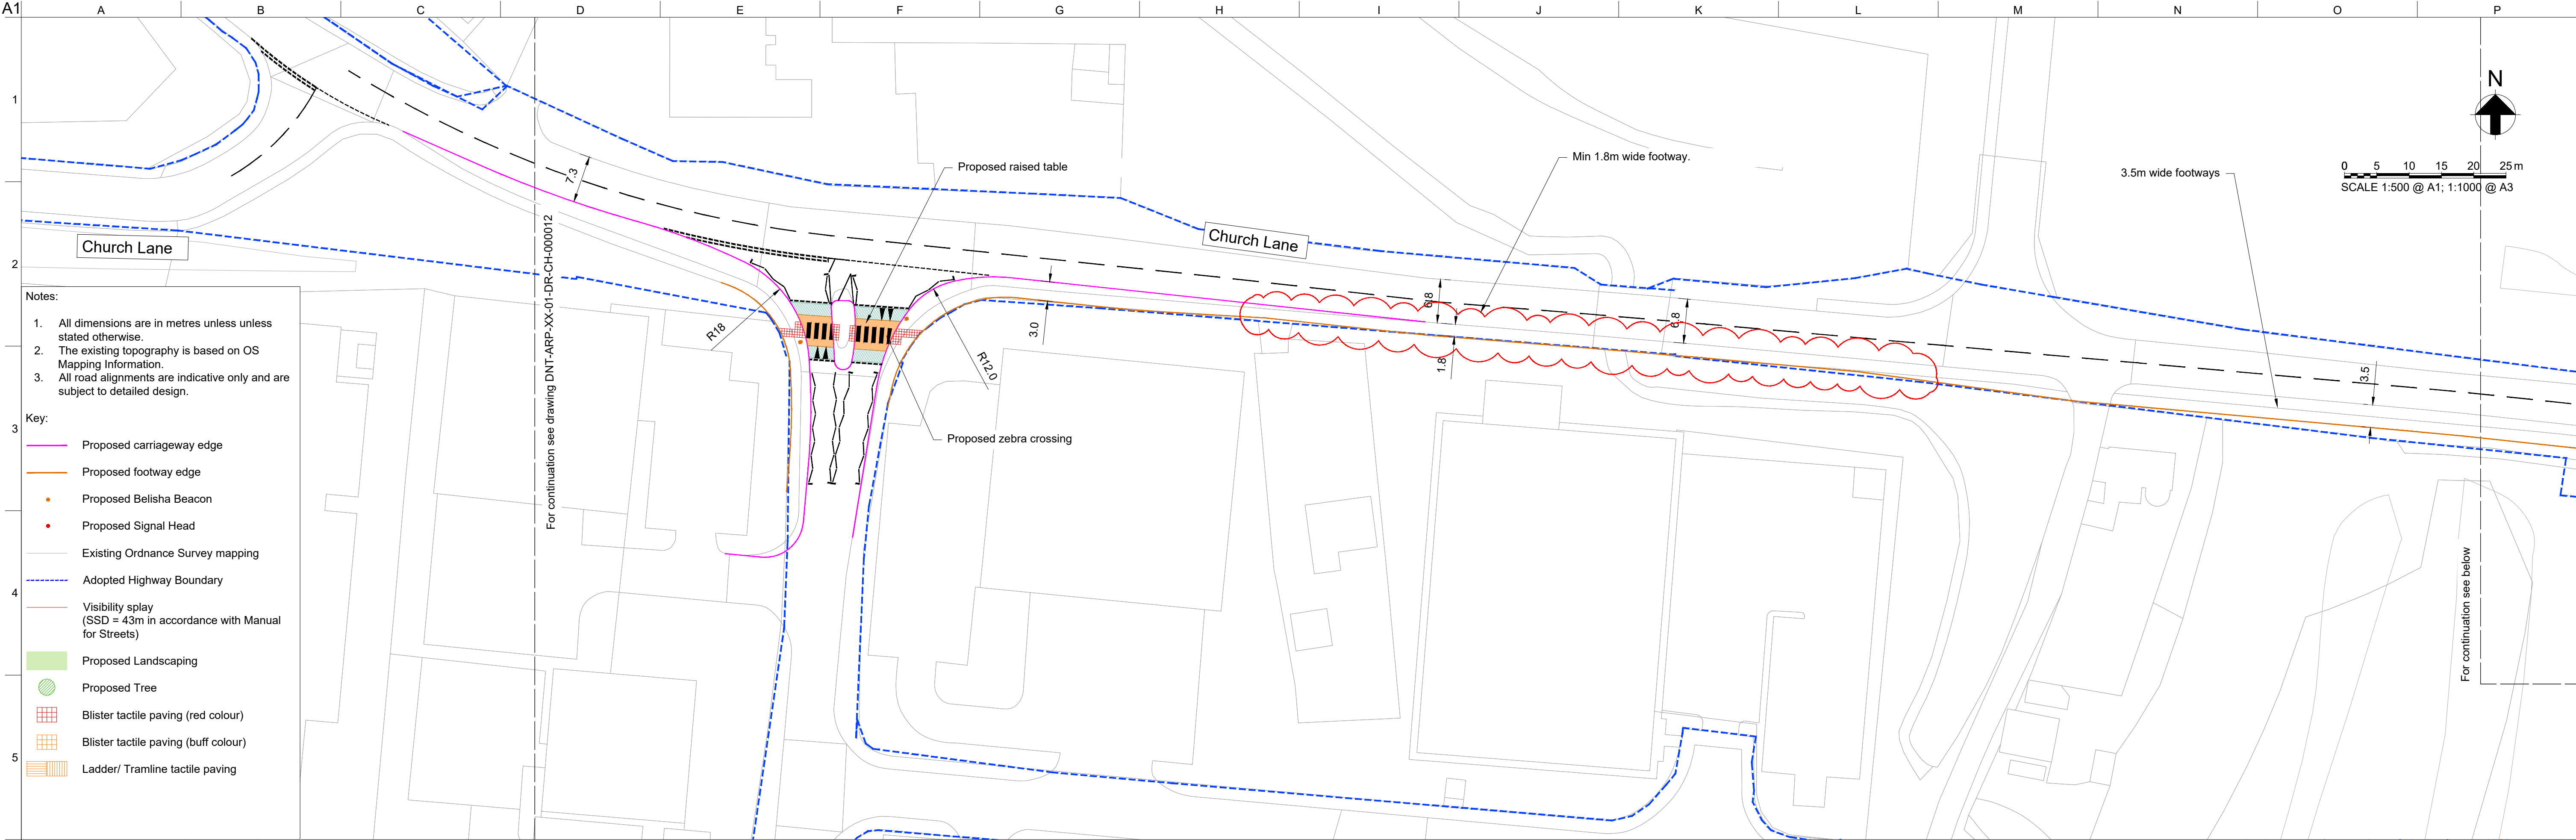 A1
A B C D E F G H I J K L M N O P
1
2
3
4
5
N
0 5 10 15 20 25 m
SCALE 1:500 @ A1; 1:1000 @ A3
Proposed raised table
Min 1.8m wide footway.
3.5m wide footways
7.3
Church Lane
Church Lane
For continuation see drawing DNT-ARP-XX-01-DR-CH-000012
R18
R12.0
3.0
6.8
6.8
1.8
3.5
Proposed zebra crossing
For continuation see below
Notes:
1. All dimensions are in metres unless unless
stated otherwise.
2. The existing topography is based on OS
Mapping Information.
3. All road alignments are indicative only and are
subject to detailed design.
Key:
Proposed carriageway edge
Proposed footway edge
Proposed Belisha Beacon
Proposed Signal Head
Existing Ordnance Survey mapping
Adopted Highway Boundary
Visibility splay
(SSD = 43m in accordance with Manual
for Streets)
Proposed Landscaping
Proposed Tree
Blister tactile paving (red colour)
Blister tactile paving (buff colour)
Ladder/ Tramline tactile paving